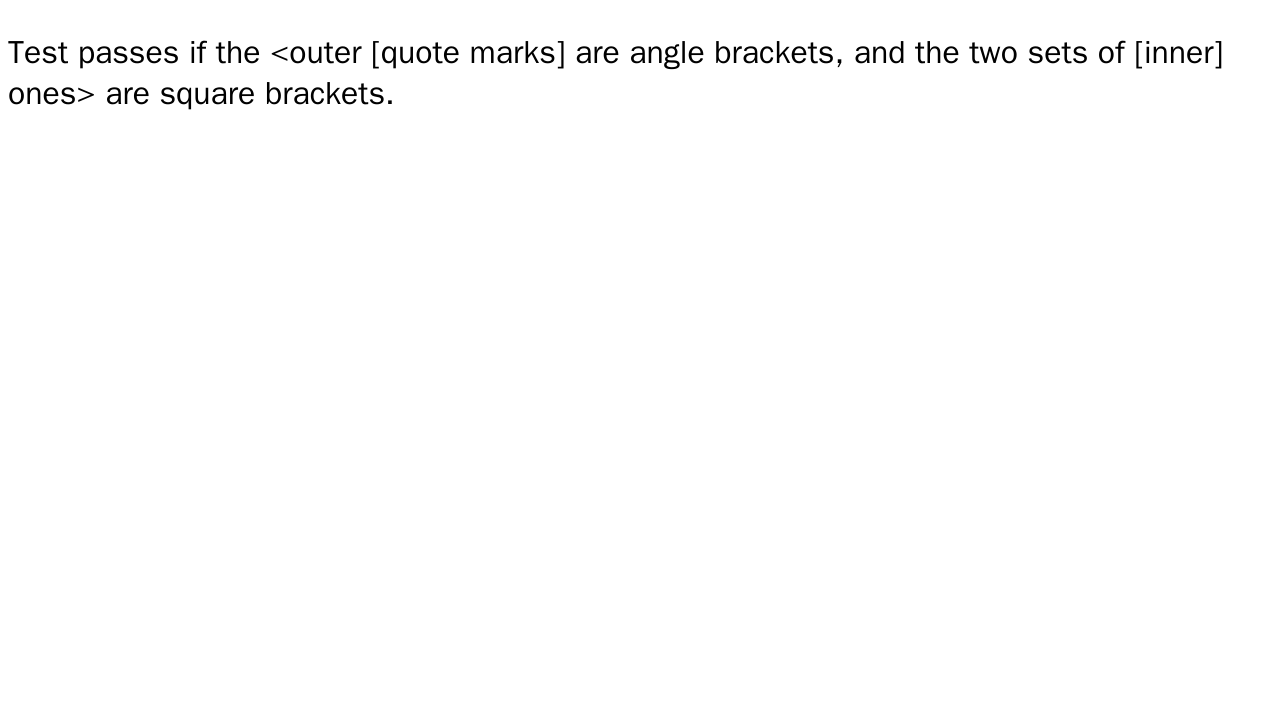 Test passes if the <outer [quote marks] are angle brackets, and the two sets of [inner]
ones> are square brackets.